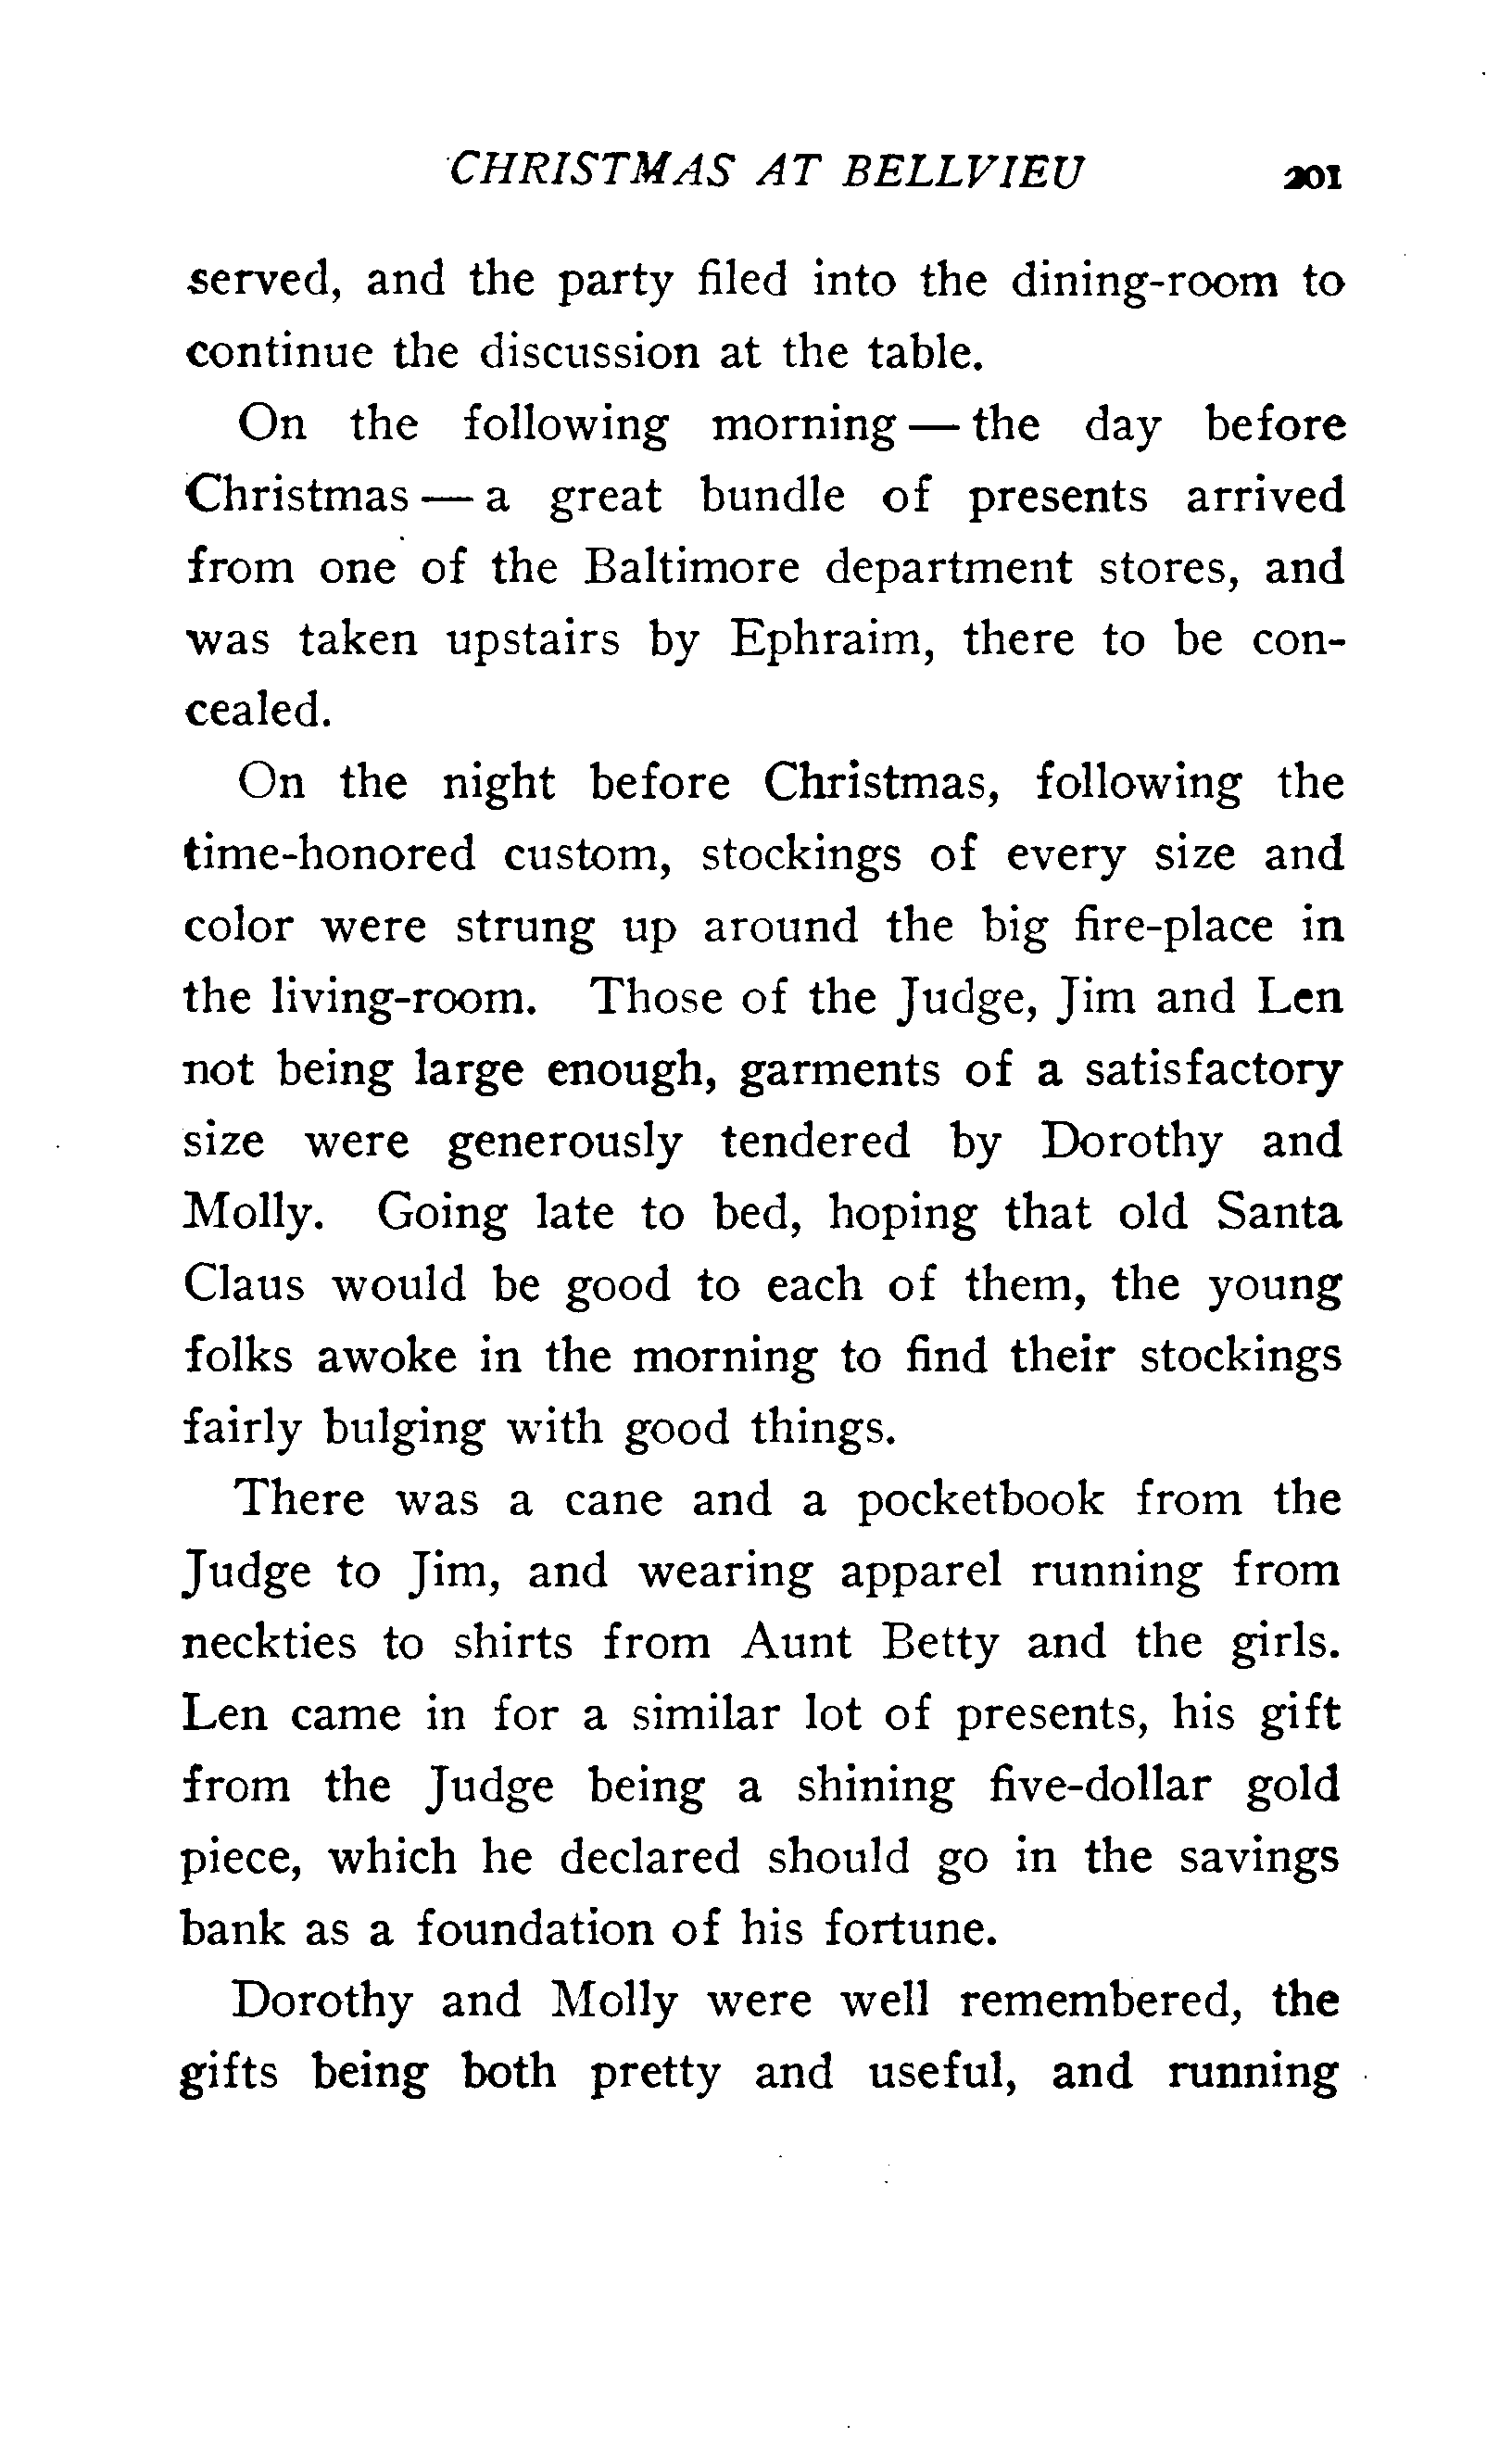 CHRISTMAS AT BELLVIEU 201
served, and the party filed into the dining-room to
continue the discussion at the table.
On the following morning — the day before
Christmas — a great bundle of presents arrived
from one of the Baltimore department stores, and
was taken upstairs by Ephraim, there to be con-
cealed.
On the night before Christmas, following the
time-honored custom, stockings of every size and
color were strung up around the big fire-place in
the living-room. Those of the Judge, Jim and Len
not being large enough, garments of a satisfactory
size were generously tendered by Dorothy and
Molly. Going late to bed, hoping that old Santa
Claus would be good to each of them, the young
folks awoke in the morning to find their stockings
fairly bulging with good things.
There was a cane and a pocketbook from the
Judge to Jim, and wearing apparel running from
neckties to shirts from Aunt Betty and the girls.
Len came in for a similar lot of presents, his gift
from the Judge being a shining five-dollar gold
piece, which he declared should go in the savings
bank as a foundation of his fortune.
Dorothy and Molly were well remembered, the
gifts being both pretty and useful, and running